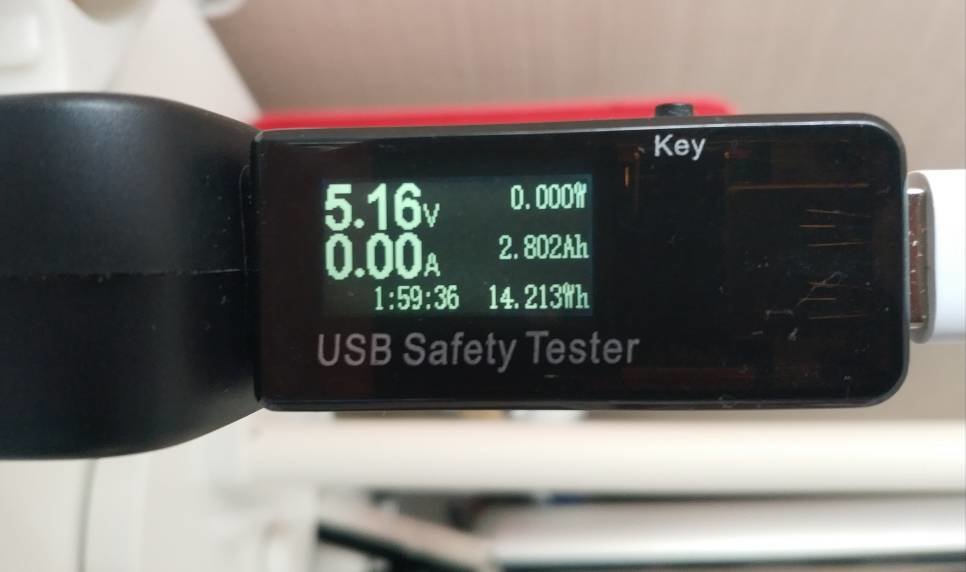 Key
5.16V 0.000W
0.00A 2.802Ah
1:59:36 14.213Wh
USB Safety Tester